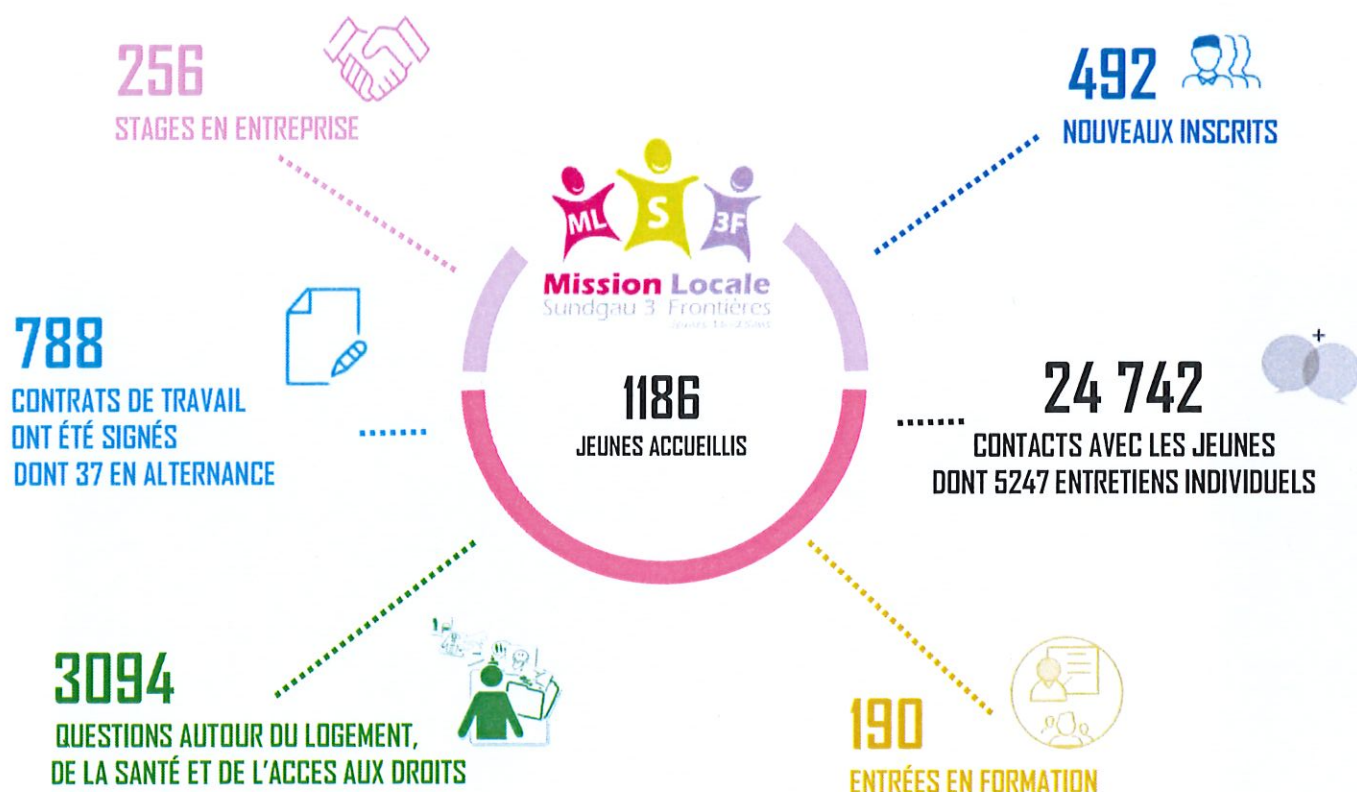 256
STAGES EN ENTREPRISE
492
NOUVEAUX INSCRITS
ML
S
3F
Mission Locale
Sundgau 3 Frontières
788
CONTRATS DE TRAVAIL
ONT ÉTÉ SIGNÉS
DONT 37 EN ALTERNANCE
1186
JEUNES ACCUEILLIS
24 742
CONTACTS AVEC LES JEUNES
DONT 5247 ENTRETIENS INDIVIDUELS
3094
QUESTIONS AUTOUR DU LOGEMENT,
DE LA SANTÉ ET DE L'ACCES AUX DROITS
190
ENTRÉES EN FORMATION